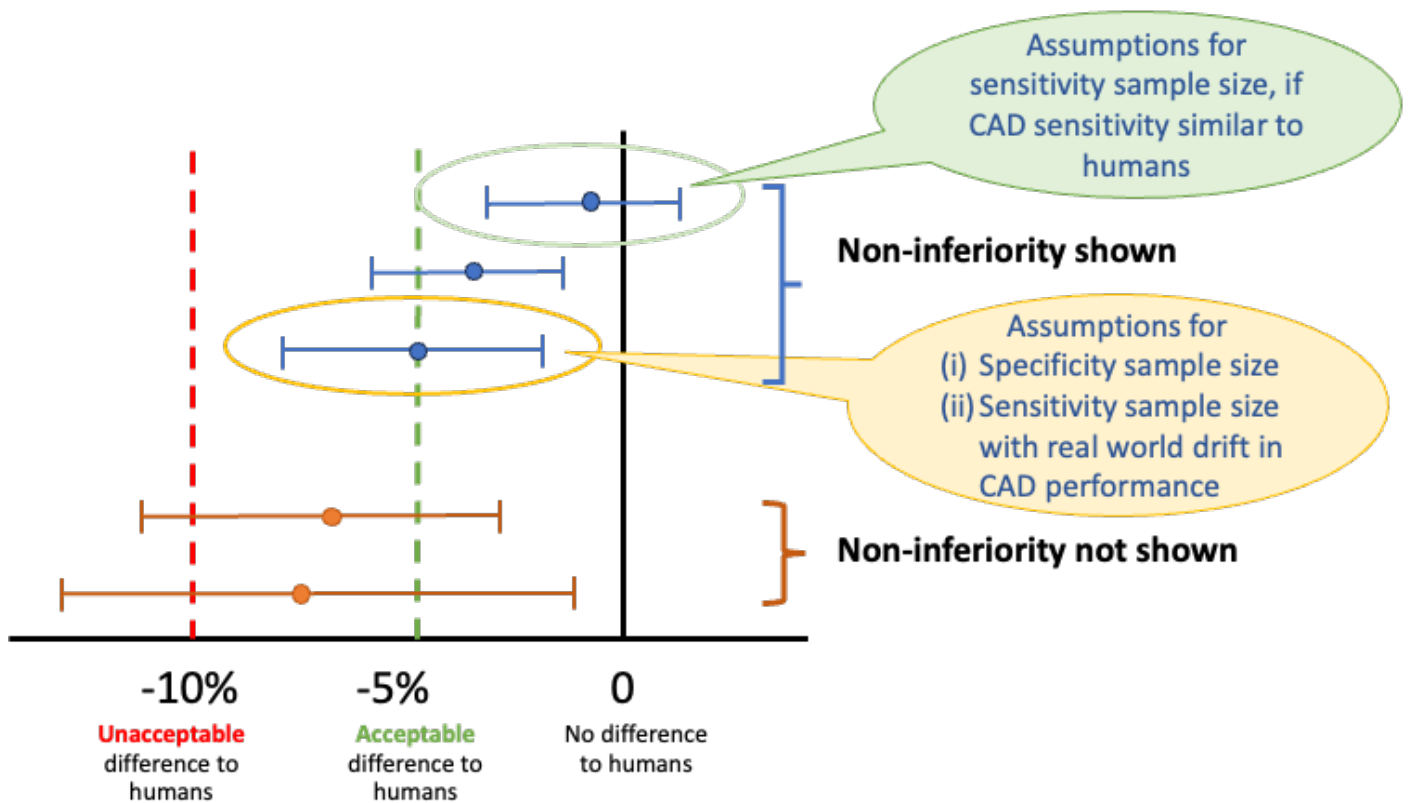 Assumptions for
sensitivity sample size, if
CAD sensitivity similar to
humans
Non-inferiority shown
Assumptions for
(i) Specificity sample size
(ii) Sensitivity sample size
with real world drift in
CAD performance
Non-inferiority not shown
-10%
-5%
0
Unacceptable
difference to
humans
Acceptable
difference to
humans
No difference
to humans